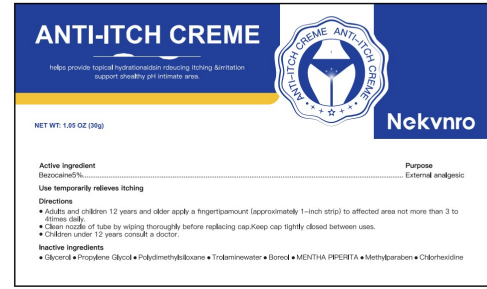 ANTI-ITCH CREME
helps provide topical hydrationaidsin rdeucing itching &irritation
support shealthy pH intimate area.
CREME ANTI-ITCH CREME ANTI-ITCH
NET WT: 1,05 OZ (30g)
Nekvnro
Active ingredient Purpose
Bezocaine5%........ External analgesic
Use temporarily relieves itching
Directions
• Adults and children 12 years and older apply a fingertipamount (approximately 1-inch strip) to affected area not more than 3 to
4times daily.
• Clean nozzle of tube by wiping thoroughly before replacing cap.Keep cap tightly closed between uses.
• Children under 12 years consult a doctor.
Inactive ingredients
• Glycerol • Propylene Glycol • Polydimethylsiloxane • Trolaminewater • Boreol • MENTHA PIPERITA • Methylparaben • Chlorhexidine